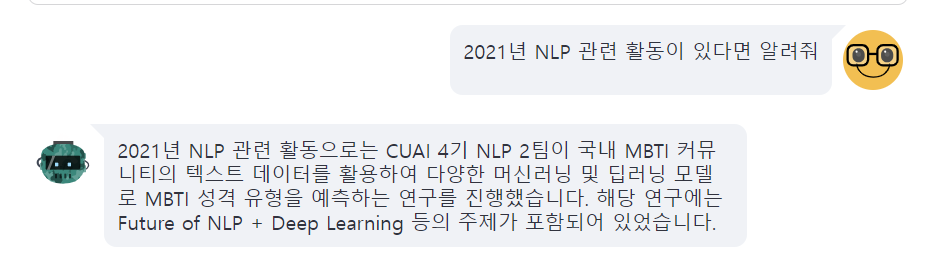 2021년 NLP 관련 활동이 있다면 알려줘
2021년 NLP 관련 활동으로는 CUAI 4기 NLP 2팀이 국내 MBTI 커뮤
니티의 텍스트 데이터를 활용하여 다양한 머신러닝 및 딥러닝 모델
로 MBTI 성격 유형을 예측하는 연구를 진행했습니다. 해당 연구에는
Future of NLP + Deep Learning 등의 주제가 포함되어 있었습니다.